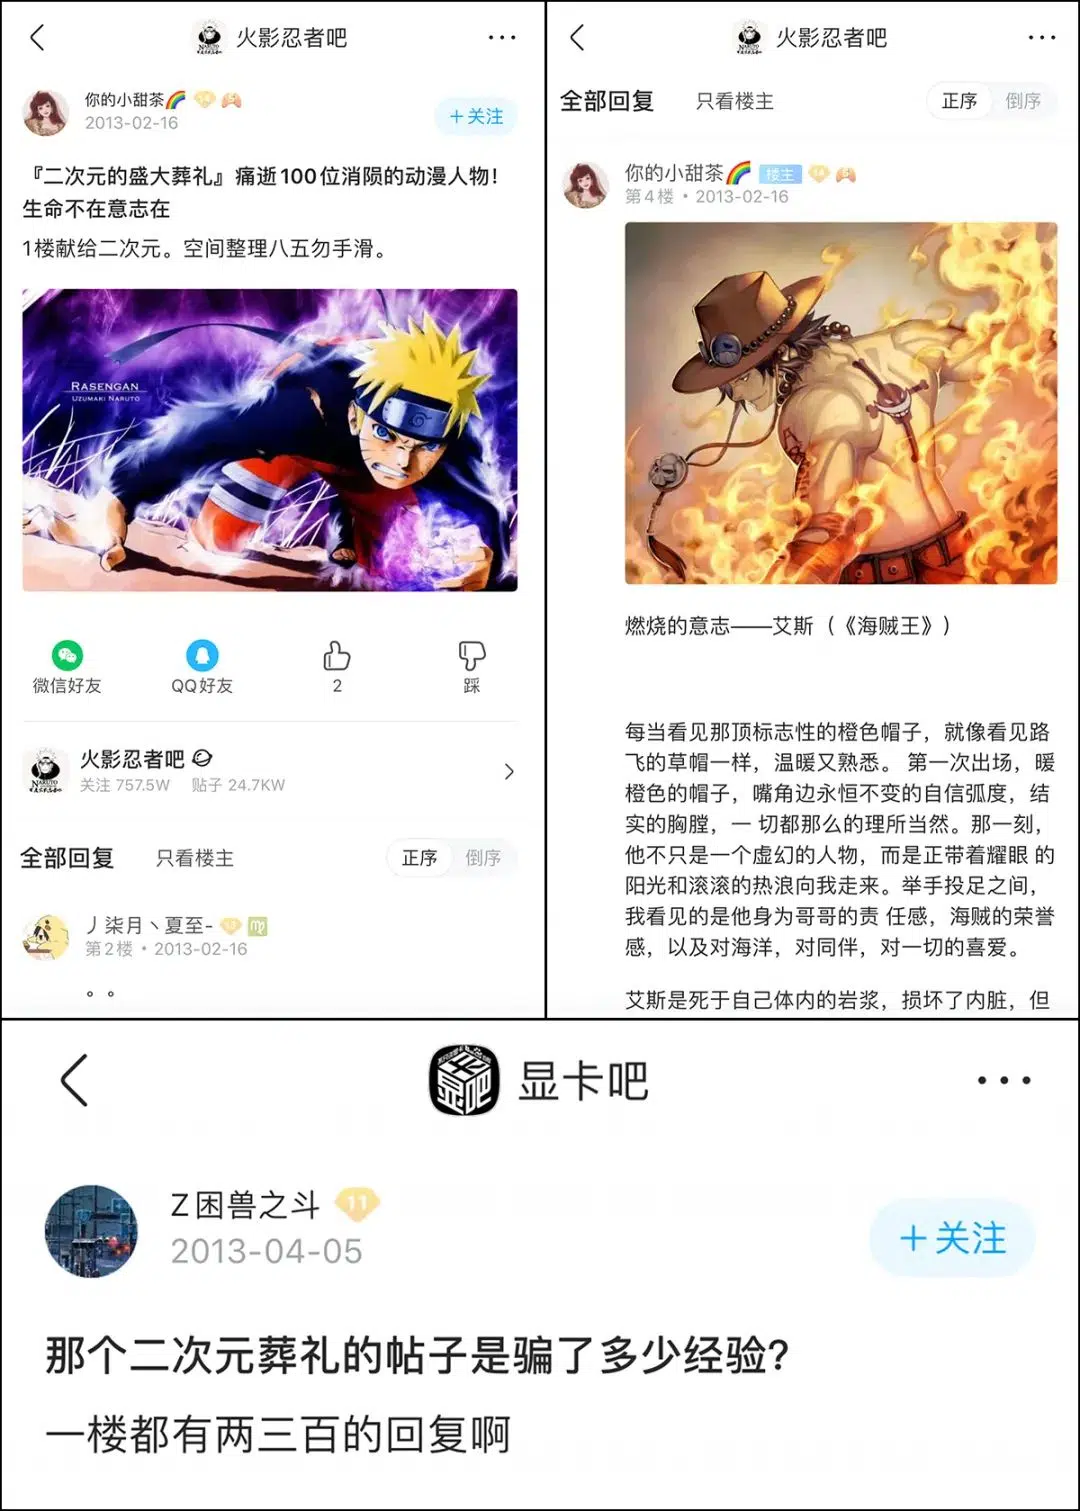 火影忍者吧
你的小甜茶🌈 14
2013-02-16
+关注
『二次元的盛大葬礼』痛逝100位消陨的动漫人物！
生命不在意志在
1楼献给二次元。空间整理八五勿手滑。
RASENGAN
UZUMAKI NARUTO
微信好友
QQ好友
2
踩
火影忍者吧
关注 757.5W 贴子 24.7KW
全部回复 只看楼主 正序 倒序
丿柒月丶夏至-
第2楼 · 2013-02-16
。。
火影忍者吧
全部回复 只看楼主 正序 倒序
你的小甜茶🌈 楼主 14
第4楼 · 2013-02-16
燃烧的意志——艾斯（《海贼王》）
每当看见那顶标志性的橙色帽子，就像看见路
飞的草帽一样，温暖又熟悉。 第一次出场，暖
橙色的帽子，嘴角边永恒不变的自信弧度，结
实的胸膛，一 切都那么的理所当然。那一刻，
他不只是一个虚幻的人物，而是正带着耀眼 的
阳光和滚滚的热浪向我走来。举手投足之间，
我看见的是他身为哥哥的责 任感，海贼的荣誉
感，以及对海洋，对同伴，对一切的喜爱。
艾斯是死于自己体内的岩浆，损坏了内脏，但
显卡吧
Z困兽之斗 11
2013-04-05
+关注
那个二次元葬礼的帖子是骗了多少经验?
一楼都有两三百的回复啊